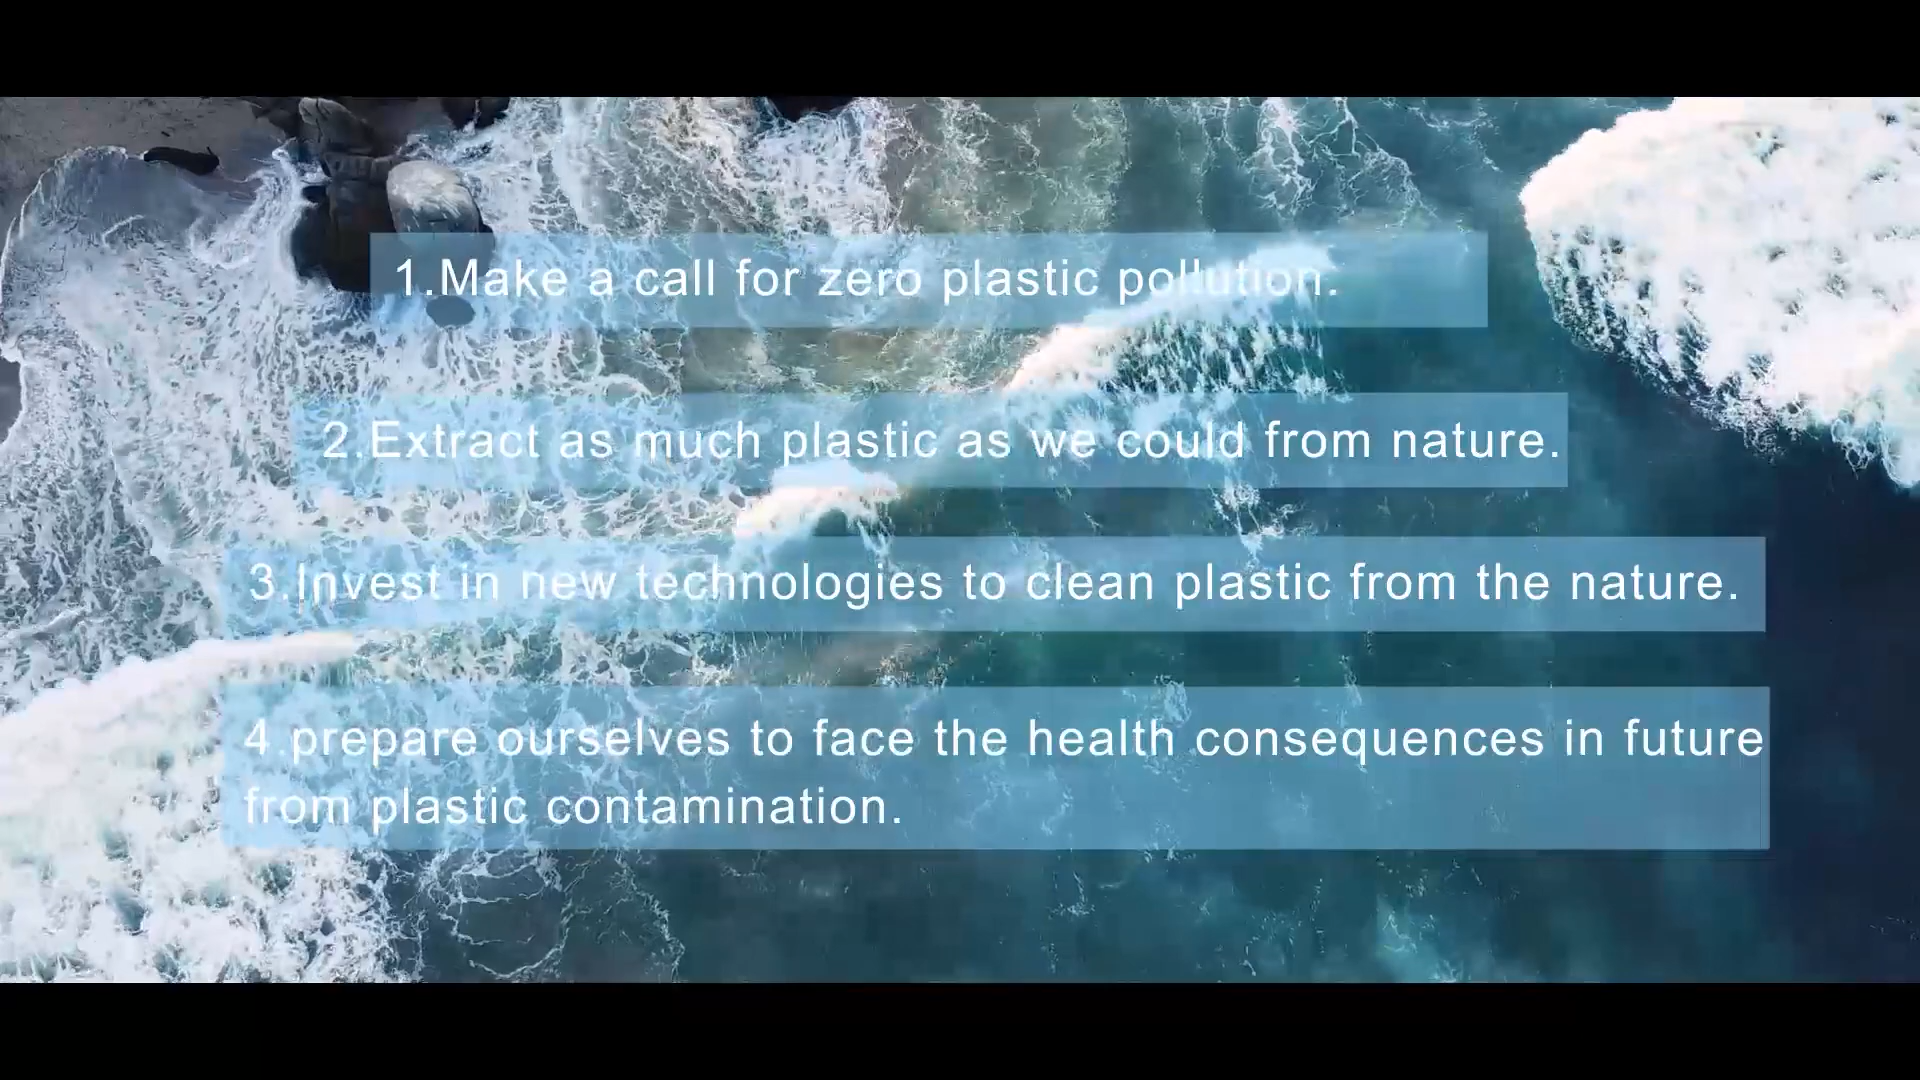 1.Make a call for zero plastic pollution.
2.Extract as much plastic as we could from nature.
3.Invest in new technologies to clean plastic from the nature.
4.prepare ourselves to face the health consequences in future
from plastic contamination.